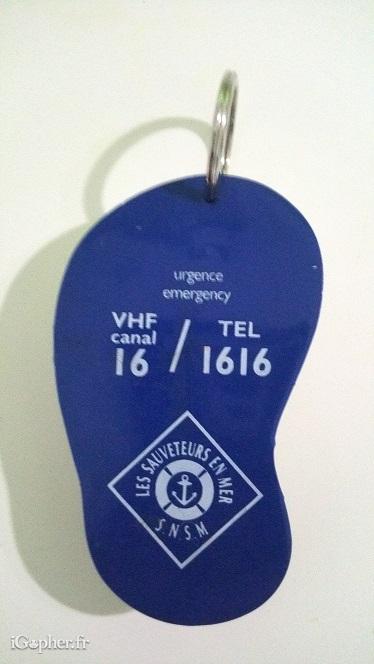 urgence
emergency
VHF canal 16 / TEL 1616
LES SAUVETEURS EN MER
S.N.S.M
iGopher.fr